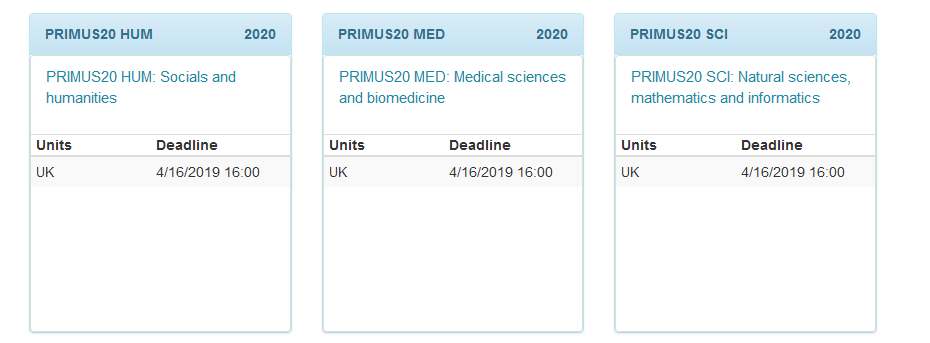 PRIMUS20 HUM 2020
PRIMUS20 HUM: Socials and
humanities
Units Deadline
UK 4/16/2019 16:00
PRIMUS20 MED 2020
PRIMUS20 MED: Medical sciences
and biomedicine
Units Deadline
UK 4/16/2019 16:00
PRIMUS20 SCI 2020
PRIMUS20 SCI: Natural sciences,
mathematics and informatics
Units Deadline
UK 4/16/2019 16:00